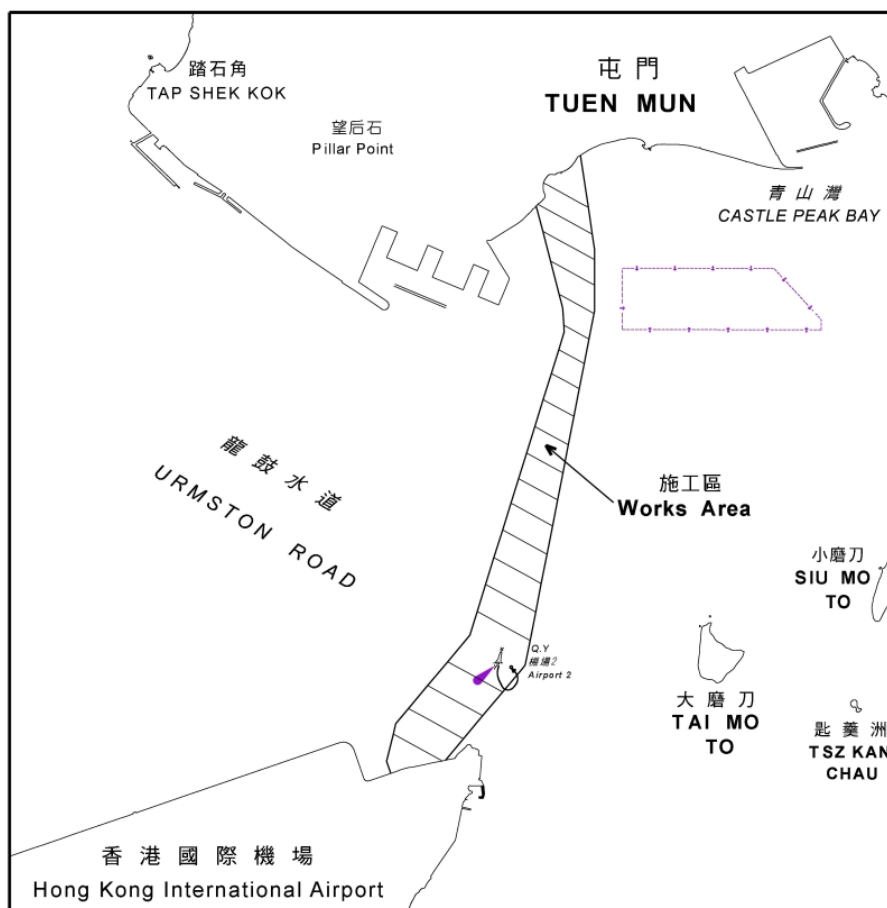 踏石角
TAP SHEK KOK
屯門
TUEN MUN
望后石
Pillar Point
青山灣
CASTLE PEAK BAY
龍鼓水道
URMSTON ROAD
施工區
Works Area
小磨刀
SIU MO
TO
Q.Y
機場2
Airport 2
大磨刀
TAI MO
TO
匙羹洲
TSZ KAN
CHAU
香港國際機場
Hong Kong International Airport